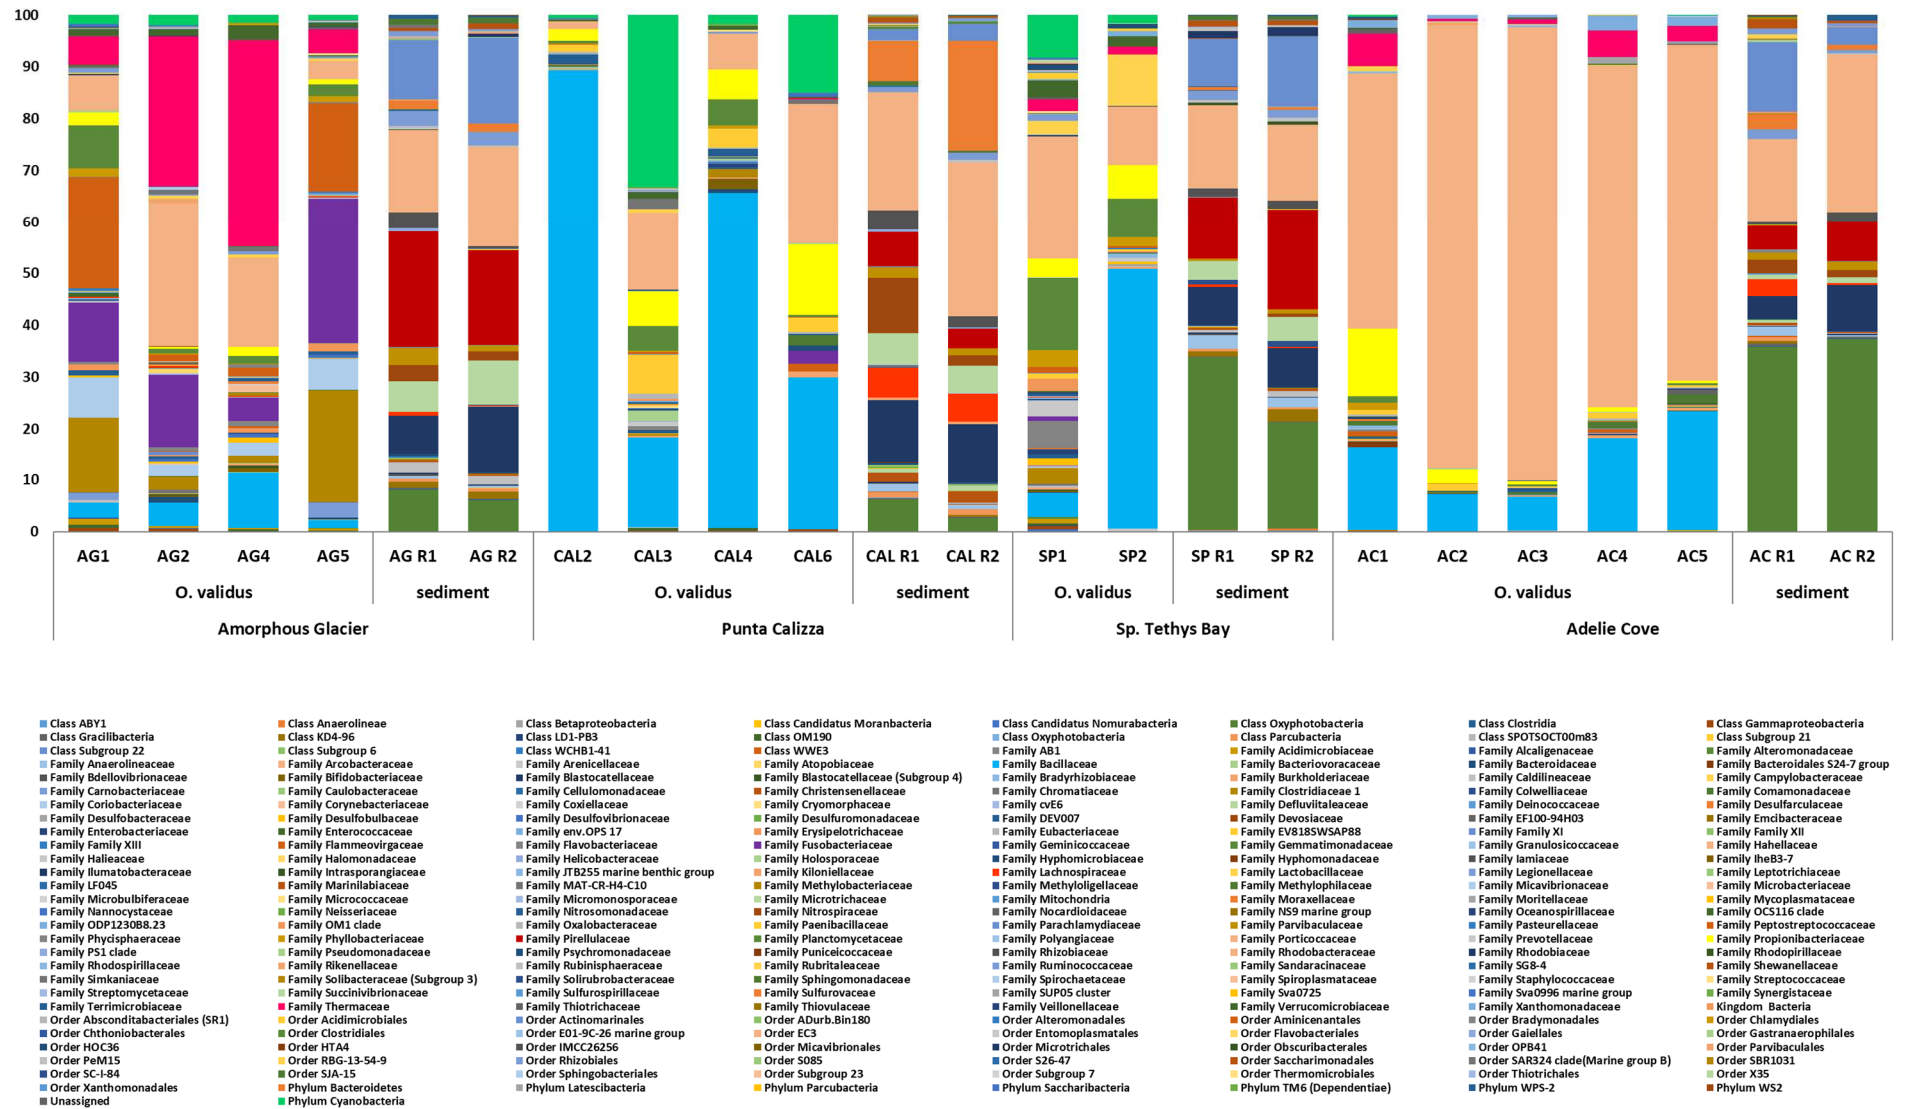 100
90
80
70
60
50
40
30
20
10
0
AG1 AG2 AG4 AG5 AG R1 AG R2 CAL2 CAL3 CAL4 CAL6 CAL R1 CAL R2 SP1 SP2 SP R1 SP R2 AC1 AC2 AC3 AC4 AC5 AC R1 AC R2
O. validus sediment O. validus sediment O. validus sediment O. validus sediment
Amorphous Glacier Punta Calizza Sp. Tethys Bay Adelie Cove
Class ABY1 Class Anaerolineae Class Betaproteobacteria Class Candidatus Moranbacteria Class Candidatus Nomurabacteria Class Oxyphotobacteria Class Clostridia Class Gammaproteobacteria
Class Gracilibacteria Class KD4-96 Class LD1-PB3 Class OM190 Class Oxyphotobacteria Class Parcubacteria Class SPOTSOCT00m83 Class Subgroup 21
Class Subgroup 22 Class Subgroup 6 Class WCHB1-41 Class WWE3 Family AB1 Family Acidimicrobiaceae Family Alcaligenaceae Family Alteromonadaceae
Family Anaerolineaceae Family Arcobacteraceae Family Arenicellaceae Family Atopobiaceae Family Bacillaceae Family Bacteriovoracaceae Family Bacteroidaceae Family Bacteroidales S24-7 group
Family Bdellovibrionaceae Family Bifidobacteriaceae Family Blastocatellaceae Family Blastocatellaceae (Subgroup 4) Family Bradyrhizobiaceae Family Burkholderiaceae Family Caldilineaceae Family Campylobacteraceae
Family Carnobacteriaceae Family Caulobacteraceae Family Cellulomonadaceae Family Christensenellaceae Family Chromatiaceae Family Clostridiaceae 1 Family Colwelliaceae Family Comamonadaceae
Family Coriobacteriaceae Family Corynebacteriaceae Family Coxiellaceae Family Cryomorphaceae Family cvE6 Family Defluviitaleaceae Family Deinococcaceae Family Desulfarculaceae
Family Desulfobacteraceae Family Desulfobulbaceae Family Desulfovibrionaceae Family Desulfuromonadaceae Family DEV007 Family Devosiaceae Family EF100-94H03 Family Emcibacteraceae
Family Enterobacteriaceae Family Enterococcaceae Family env.OPS 17 Family Erysipelotrichaceae Family Eubacteriaceae Family EV818SWSAP88 Family Family XI Family Family XII
Family Family XIII Family Flammeovirgaceae Family Flavobacteriaceae Family Fusobacteriaceae Family Geminicoccaceae Family Gemmatimonadaceae Family Granulosicoccaceae Family Hahellaceae
Family Halieaceae Family Halomonadaceae Family Helicobacteraceae Family Holosporaceae Family Hyphomicrobiaceae Family Hyphomonadaceae Family Iamiaceae Family IheB3-7
Family Ilumatobacteraceae Family Intrasporangiaceae Family JTB255 marine benthic group Family Kiloniellaceae Family Lachnospiraceae Family Lactobacillaceae Family Legionellaceae Family Leptotrichiaceae
Family LF045 Family Marinilabiaceae Family MAT-CR-H4-C10 Family Methylobacteriaceae Family Methyloligellaceae Family Methylophilaceae Family Micavibrionaceae Family Microbacteriaceae
Family Microbulbiferaceae Family Micrococcaceae Family Micromonosporaceae Family Microtrichaceae Family Mitochondria Family Moraxellaceae Family Moritellaceae Family Mycoplasmataceae
Family Nannocystaceae Family Neisseriaceae Family Nitrosomonadaceae Family Nitrospiraceae Family Nocardioidaceae Family NS9 marine group Family Oceanospirillaceae Family OCS116 clade
Family ODP1230B8.23 Family OM1 clade Family Oxalobacteraceae Family Paenibacillaceae Family Parachlamydiaceae Family Parvibaculaceae Family Pasteurellaceae Family Peptostreptococcaceae
Family Phycisphaeraceae Family Phyllobacteriaceae Family Pirellulaceae Family Planctomycetaceae Family Polyangiaceae Family Porticoccaceae Family Prevotellaceae Family Propionibacteriaceae
Family PS1 clade Family Pseudomonadaceae Family Psychromonadaceae Family Puniceicoccaceae Family Rhizobiaceae Family Rhodobacteraceae Family Rhodobiaceae Family Rhodopirillaceae
Family Rhodospirillaceae Family Rikenellaceae Family Rubinisphaeraceae Family Rubritaleaceae Family Ruminococcaceae Family Sandaracinaceae Family SG8-4 Family Shewanellaceae
Family Simkaniaceae Family Solibacteraceae (Subgroup 3) Family Solirubrobacteraceae Family Sphingomonadaceae Family Spirochaetaceae Family Spiroplasmataceae Family Staphylococcaceae Family Streptococcaceae
Family Streptomycetaceae Family Succinivibrionaceae Family Sulfurospirillaceae Family Sulfurovaceae Family SUP05 cluster Family Sva0725 Family Sva0996 marine group Family Synergistaceae
Family Terrimicrobiaceae Family Thermaceae Family Thiotrichaceae Family Thiovulaceae Family Veillonellaceae Family Verrucomicrobiaceae Family Xanthomonadaceae Kingdom Bacteria
Order Absconditabacteriales (SR1) Order Acidimicrobiales Order Actinomarinales Order ADurb.Bin180 Order Alteromonadales Order Aminicenantales Order Bradymonadales Order Chlamydiales
Order Chthoniobacterales Order Clostridiales Order E01-9C-26 marine group Order EC3 Order Entomoplasmatales Order Flavobacteriales Order Gaiellales Order Gastranaerophilales
Order HOC36 Order HTA4 Order IMCC26256 Order Micavibrionales Order Microtrichales Order Obscuribacterales Order OPB41 Order Parvibaculales
Order PeM15 Order RBG-13-54-9 Order Rhizobiales Order S085 Order S26-47 Order Saccharimonadales Order SAR324 clade(Marine group B) Order SBR1031
Order SC-I-84 Order SJA-15 Order Sphingobacteriales Order Subgroup 23 Order Subgroup 7 Order Thermomicrobiales Order Thiotrichales Order X35
Order Xanthomonadales Phylum Bacteroidetes Phylum Latescibacteria Phylum Parcubacteria Phylum Saccharibacteria Phylum TM6 (Dependentiae) Phylum WPS-2 Phylum WS2
Unassigned Phylum Cyanobacteria